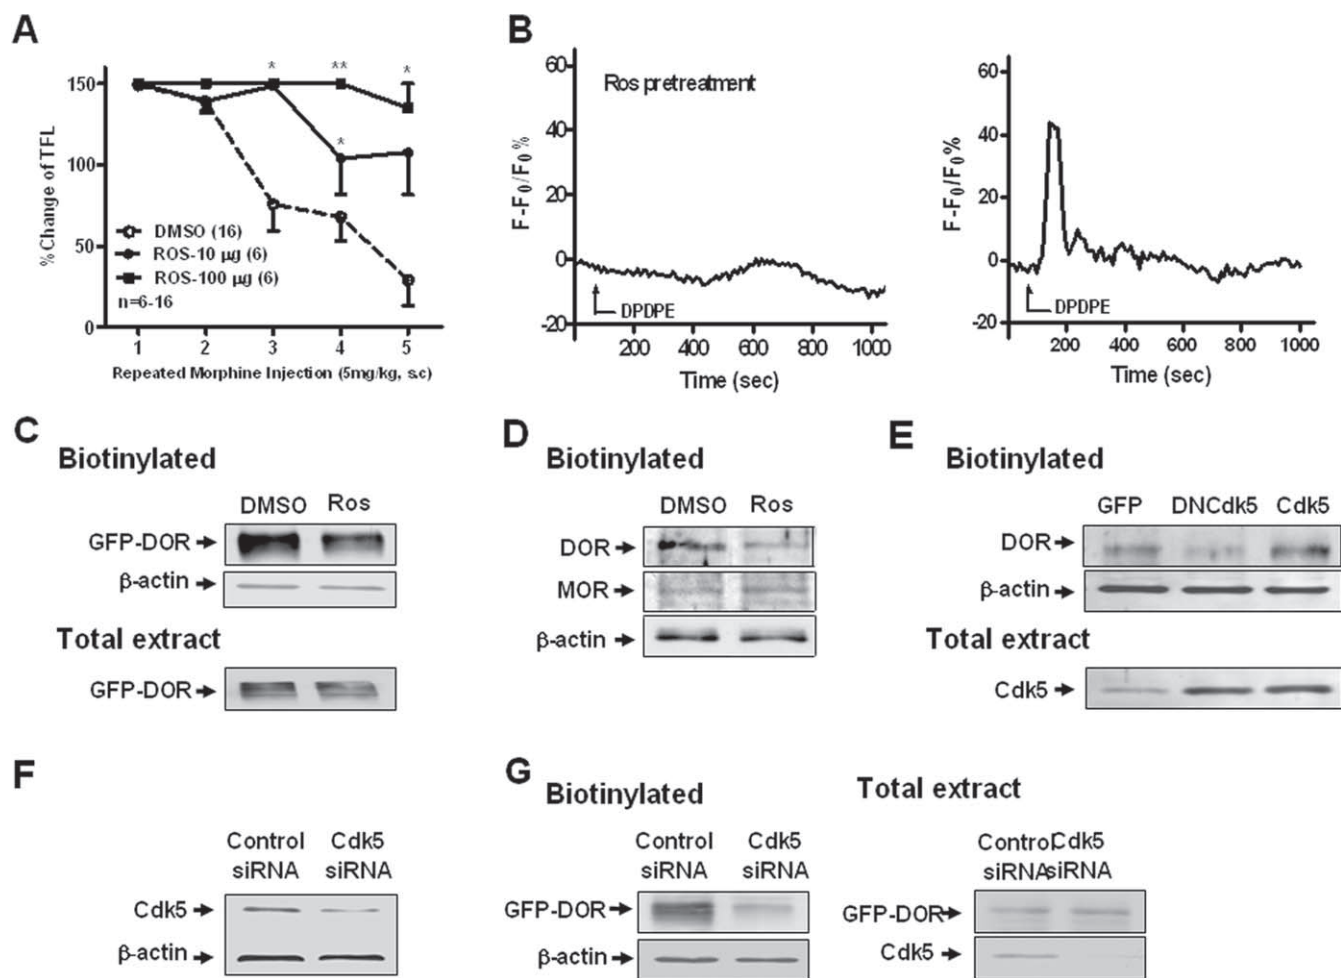 A
% Change of TFL
150
100
50
0
*
**
*
*
DMSO (16)
ROS-10 µg (6)
ROS-100 µg (6)
n=6-16
1 2 3 4 5
Repeated Morphine Injection (5mg/kg, s.c)
B
F-F0/F0%
60
40
20
0
-20
Ros pretreatment
DPDPE
200 400 600 800 1000
Time (sec)
F-F0/F0%
60
40
20
0
-20
DPDPE
200 400 600 800 1000
Time (sec)
C
Biotinylated
DMSO Ros
GFP-DOR
β-actin
Total extract
GFP-DOR
D
Biotinylated
DMSO Ros
DOR
MOR
β-actin
E
Biotinylated
GFP DNCdk5 Cdk5
DOR
β-actin
Total extract
Cdk5
F
Control Cdk5
siRNA siRNA
Cdk5
β-actin
G
Biotinylated
Control Cdk5
siRNA siRNA
GFP-DOR
β-actin
Total extract
Control Cdk5
siRNA siRNA
GFP-DOR
Cdk5